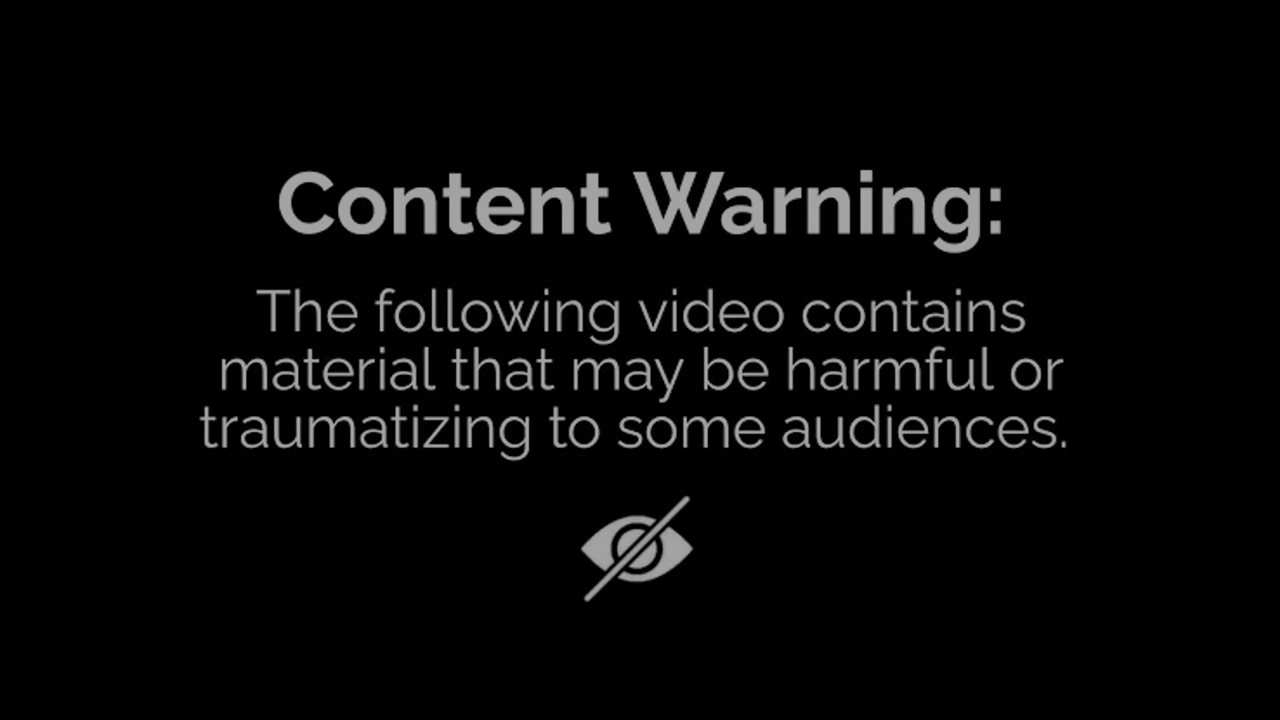 Content Warning:
The following video contains
material that may be harmful or
traumatizing to some audiences.